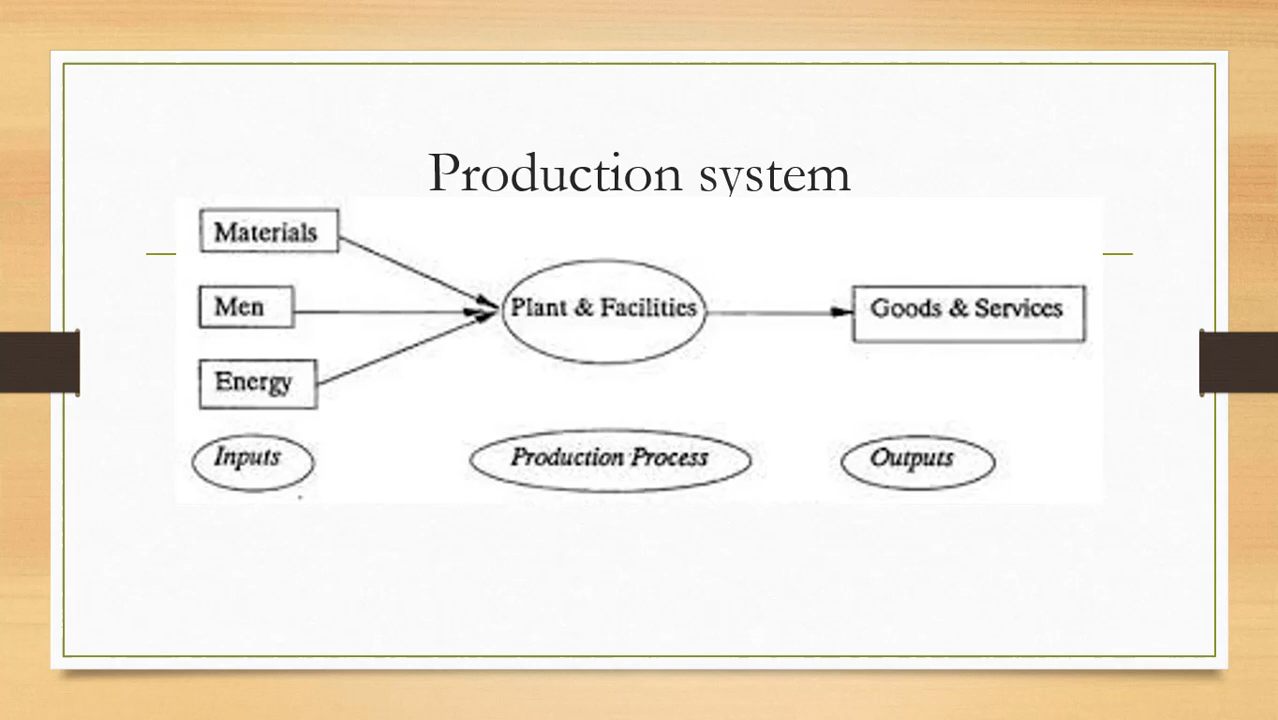 Production system
Materials
Men
Energy
Plant & Facilities
Goods & Services
Inputs
Production Process
Outputs